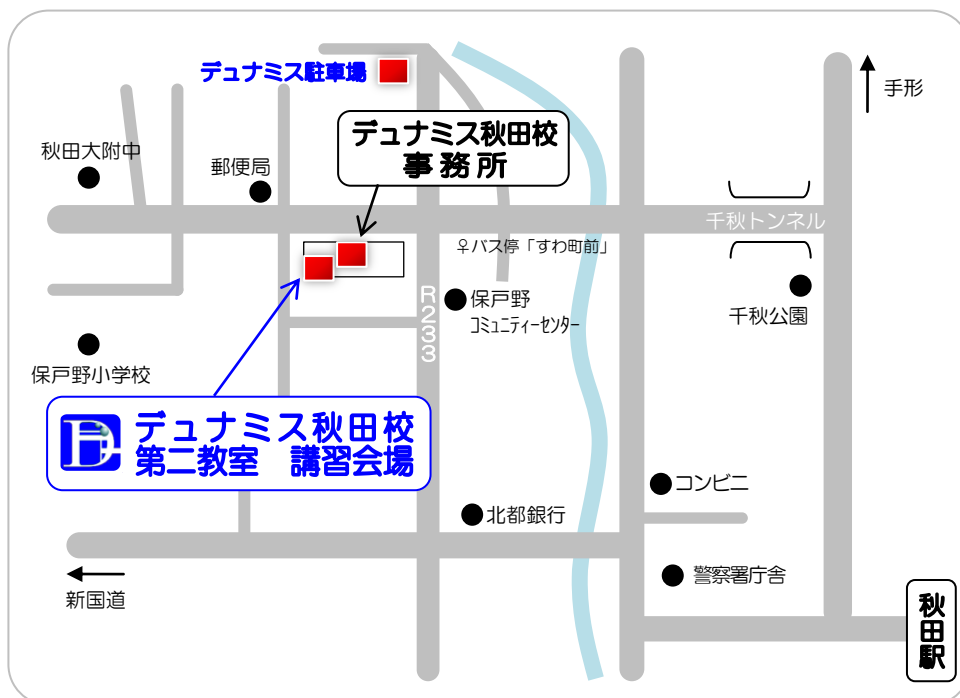 デュナミス駐車場
手形
デュナミス秋田校
事務所
秋田大附中
郵便局
千秋トンネル
♀バス停「すわ町前」
R233
保戸野
コミュニティーセンター
千秋公園
保戸野小学校
デュナミス秋田校
第二教室 講習会場
コンビニ
北都銀行
警察署庁舎
新国道
秋田駅